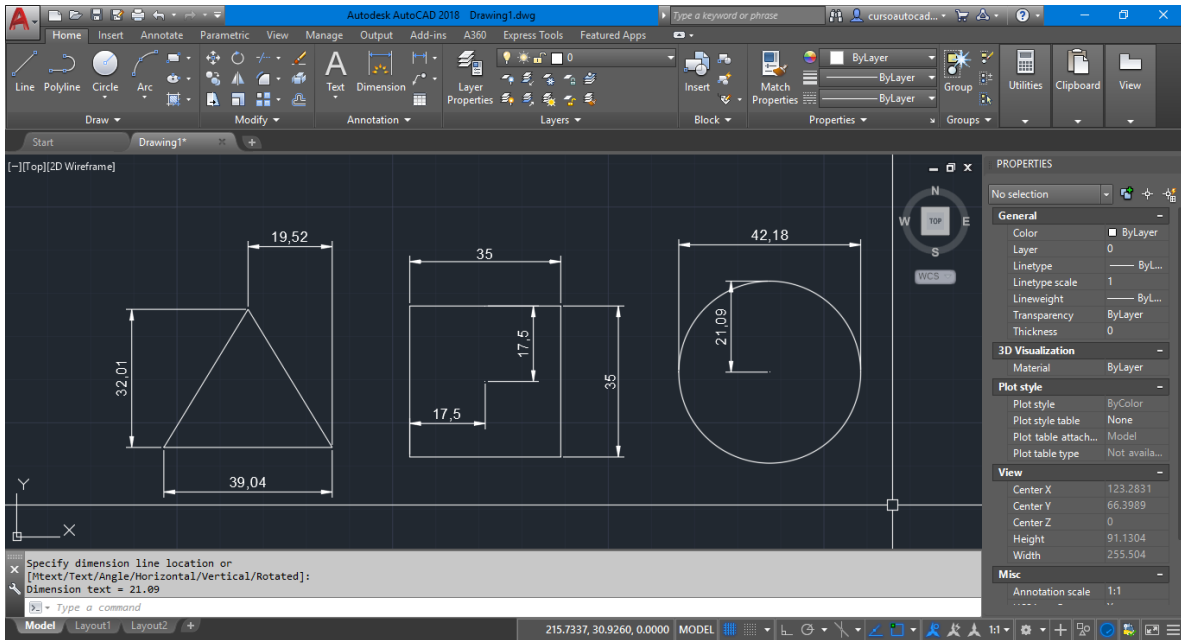 Autodesk AutoCAD 2018 Drawing1.dwg
Type a keyword or phrase
cursoautocad...
Home Insert Annotate Parametric View Manage Output Add-ins A360 Express Tools Featured Apps
Line Polyline Circle Arc
Draw
Modify
Text Dimension
Annotation
Layer
Properties
0
Layers
Insert
Block
Match
Properties
ByLayer
ByLayer
ByLayer
Properties
Group
Groups
Utilities
Clipboard
View
Start Drawing1*
[−][Top][2D Wireframe]
N
W TOP E
S
WCS
19,52
32,01
39,04
35
17,5
17,5
35
42,18
21,09
Y
X
Specify dimension line location or
[Mtext/Text/Angle/Horizontal/Vertical/Rotated]:
Dimension text = 21.09
Type a command
Model Layout1 Layout2
215.7337, 30.9260, 0.0000 MODEL
1:1
PROPERTIES
No selection
General
Color ByLayer
Layer 0
Linetype ByL...
Linetype scale 1
Lineweight ByL...
Transparency ByLayer
Thickness 0
3D Visualization
Material ByLayer
Plot style
Plot style ByColor
Plot style table None
Plot table attach... Model
Plot table type Not availa...
View
Center X 123.2831
Center Y 66.3989
Center Z 0
Height 91.1304
Width 255.504
Misc
Annotation scale 1:1